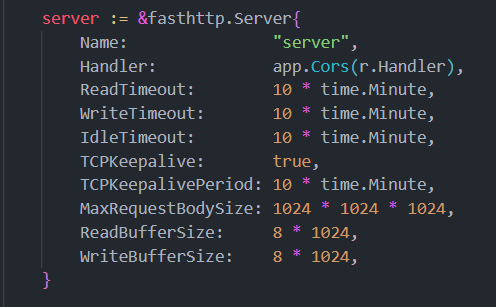 server := &fasthttp.Server{
    Name:               "server",
    Handler:            app.Cors(r.Handler),
    ReadTimeout:        10 * time.Minute,
    WriteTimeout:       10 * time.Minute,
    IdleTimeout:        10 * time.Minute,
    TCPKeepalive:       true,
    TCPKeepalivePeriod: 10 * time.Minute,
    MaxRequestBodySize: 1024 * 1024 * 1024,
    ReadBufferSize:     8 * 1024,
    WriteBufferSize:    8 * 1024,
}